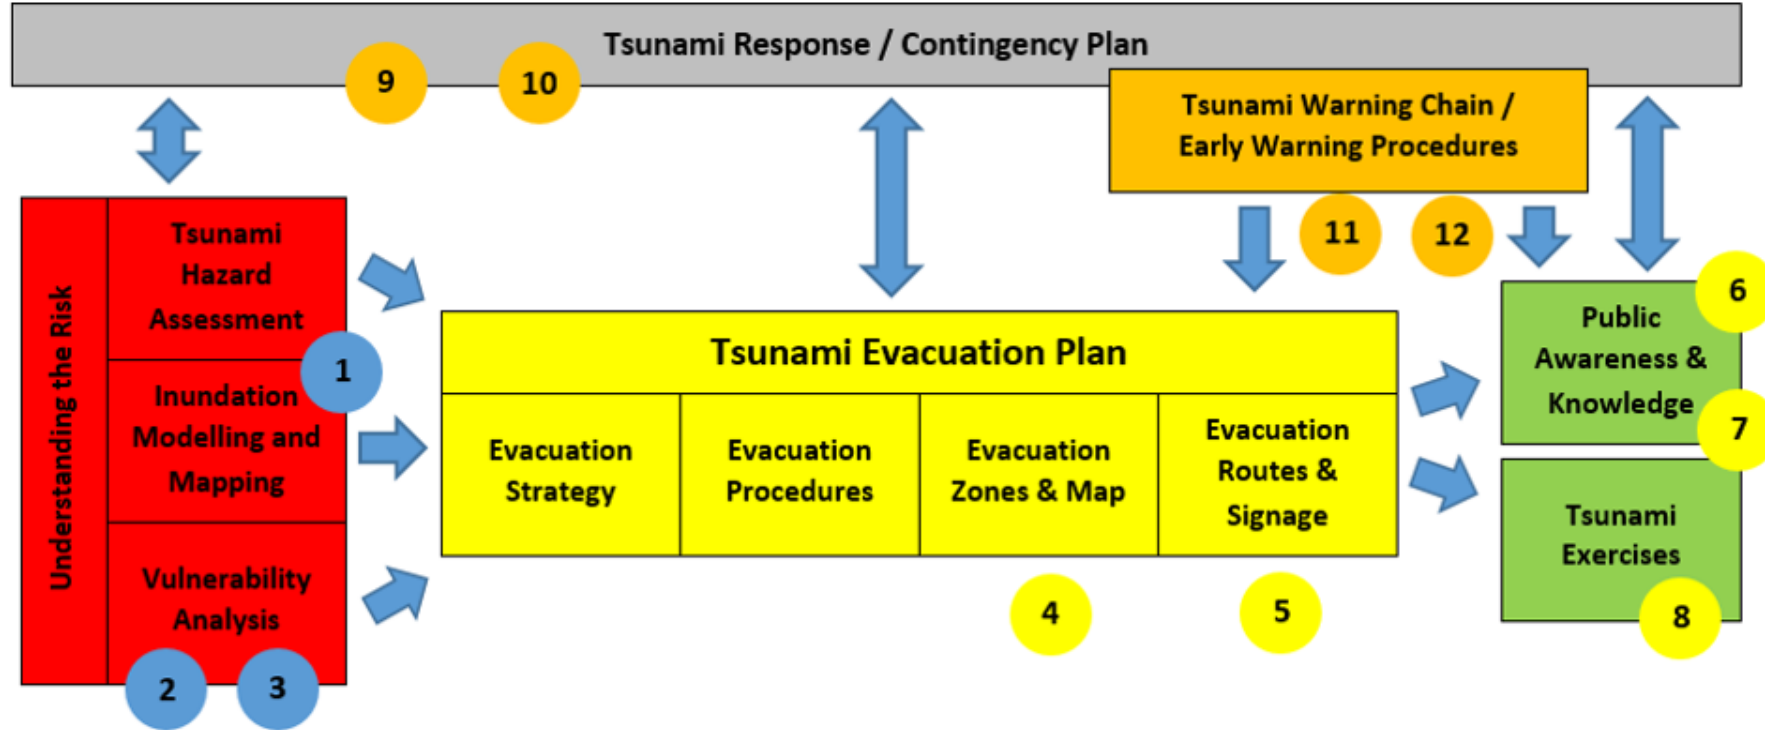 Tsunami Response / Contingency Plan
9
10
Tsunami Warning Chain /
Early Warning Procedures
11
12
Understanding the Risk
Tsunami
Hazard
Assessment
1
Inundation
Modelling and
Mapping
Vulnerability
Analysis
2
3
Tsunami Evacuation Plan
Evacuation
Strategy
Evacuation
Procedures
Evacuation
Zones & Map
Evacuation
Routes &
Signage
4
5
6
Public
Awareness &
Knowledge
7
Tsunami
Exercises
8